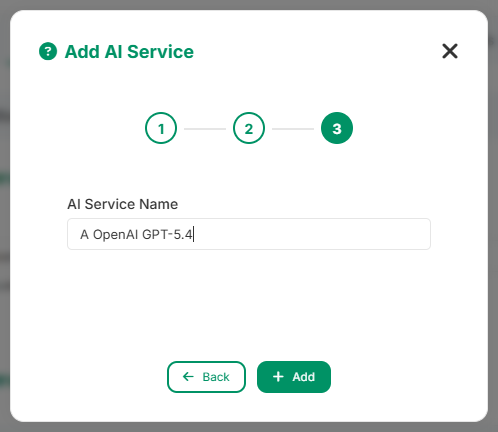 ? Add AI Service
1 2 3
AI Service Name
A OpenAI GPT-5.4
Back
Add